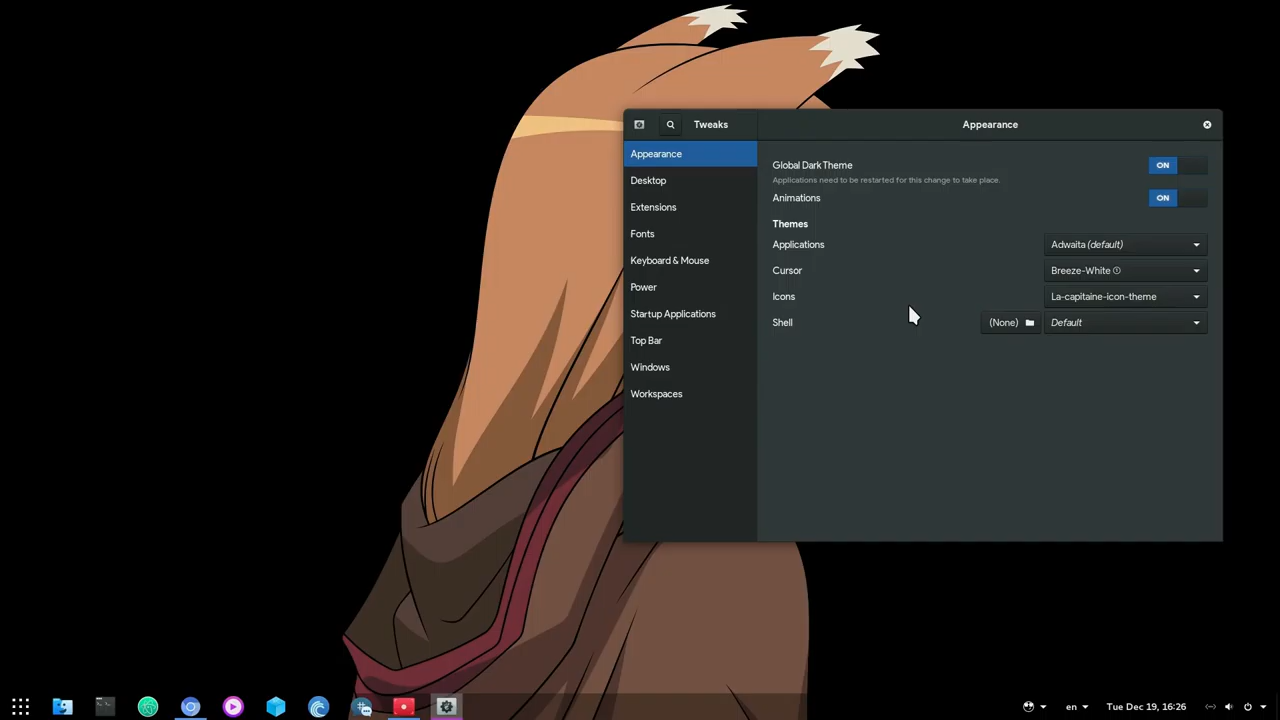 Tweaks
Appearance
Appearance
Desktop
Extensions
Fonts
Keyboard & Mouse
Power
Startup Applications
Top Bar
Windows
Workspaces
Global Dark Theme
ON
Applications need to be restarted for this change to take place.
Animations
ON
Themes
Applications
Adwaita (default)
Cursor
Breeze-White
Icons
La-capitaine-icon-theme
Shell
(None)
Default
en
Tue Dec 19, 16:26